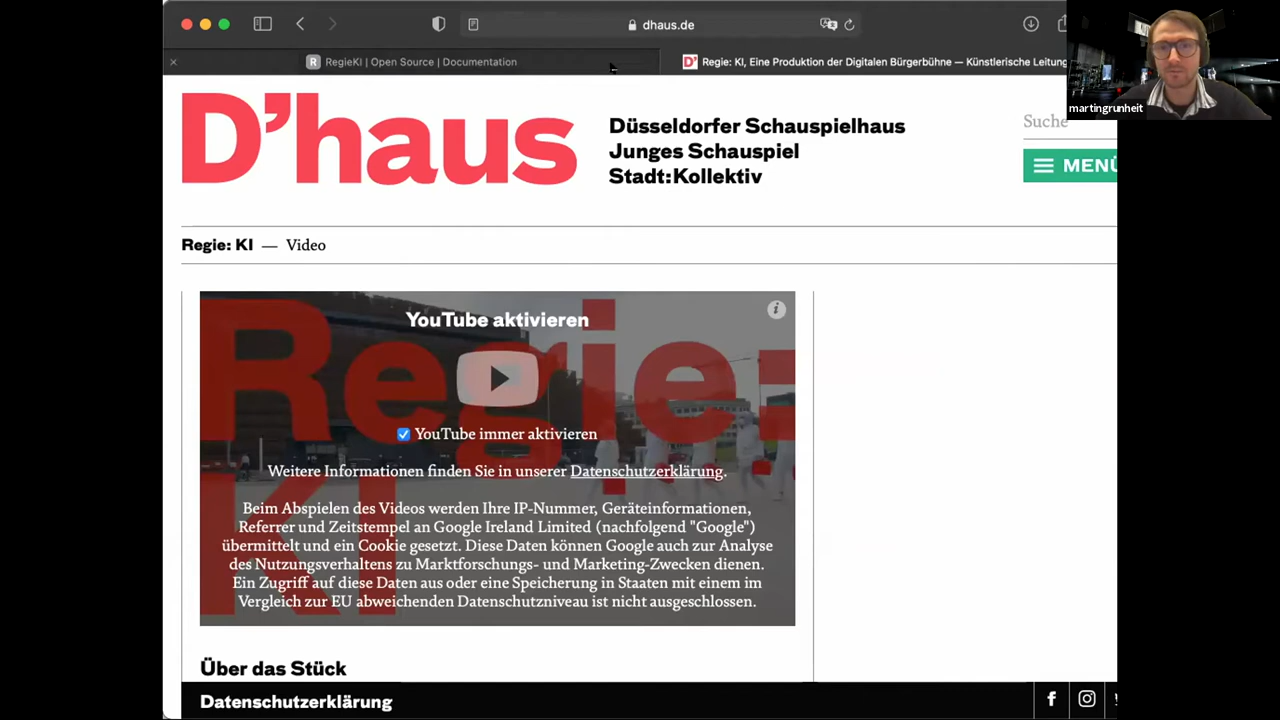 dhaus.de
RegieKI | Open Source | Documentation
D' Regie: KI, Eine Produktion der Digitalen Bürgerbühne — Künstlerische Leitung
martingrunheit
D'haus
Düsseldorfer Schauspielhaus
Junges Schauspiel
Stadt:Kollektiv
Suche
MENÜ
Regie: KI — Video
Regie:
KI
YouTube aktivieren
YouTube immer aktivieren
Weitere Informationen finden Sie in unserer Datenschutzerklärung.
Beim Abspielen des Videos werden Ihre IP-Nummer, Geräteinformationen,
Referrer und Zeitstempel an Google Ireland Limited (nachfolgend "Google")
übermittelt und ein Cookie gesetzt. Diese Daten können Google auch zur Analyse
des Nutzungsverhaltens zu Marktforschungs- und Marketing-Zwecken dienen.
Ein Zugriff auf diese Daten aus oder eine Speicherung in Staaten mit einem im
Vergleich zur EU abweichenden Datenschutzniveau ist nicht ausgeschlossen.
Über das Stück
Datenschutzerklärung